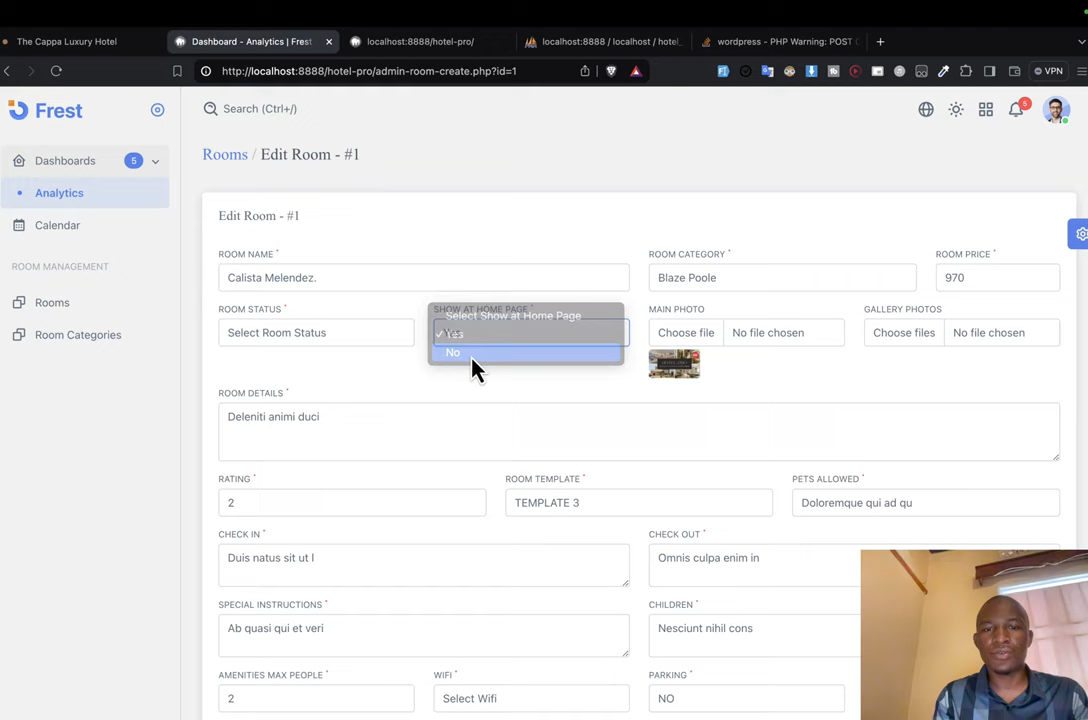 The Cappa Luxury Hotel
Dashboard - Analytics | Frest
localhost:8888/hotel-pro/
localhost:8888 / localhost / hotel_
wordpress - PHP Warning: POST C
http://localhost:8888/hotel-pro/admin-room-create.php?id=1
VPN
Frest
Search (Ctrl+/)
5
Dashboards
5
Analytics
Calendar
ROOM MANAGEMENT
Rooms
Room Categories
Rooms / Edit Room - #1
Edit Room - #1
ROOM NAME *
ROOM CATEGORY *
ROOM PRICE *
Calista Melendez.
Blaze Poole
970
ROOM STATUS *
SHOW AT HOME PAGE *
MAIN PHOTO
GALLERY PHOTOS
Select Show at Home Page
Select Room Status
✓ Yes
Choose file
No file chosen
Choose files
No file chosen
No
ROOM DETAILS *
Deleniti animi duci
RATING *
ROOM TEMPLATE *
PETS ALLOWED *
2
TEMPLATE 3
Doloremque qui ad qu
CHECK IN *
CHECK OUT *
Duis natus sit ut l
Omnis culpa enim in
SPECIAL INSTRUCTIONS *
CHILDREN *
Ab quasi qui et veri
Nesciunt nihil cons
AMENITIES MAX PEOPLE *
WIFI *
PARKING *
2
Select Wifi
NO